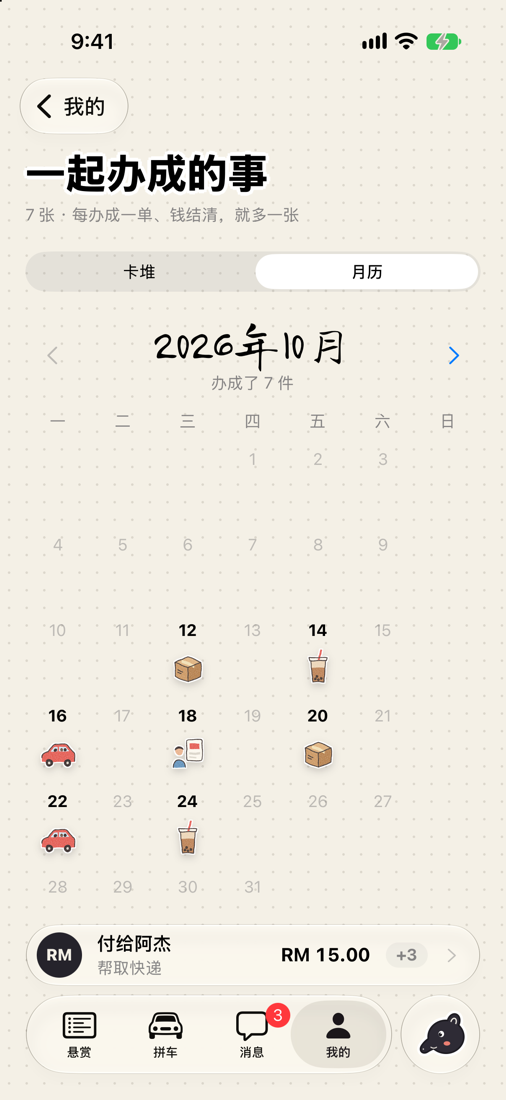 9:41
我的
一起办成的事
7 张 · 每办成一单、钱结清，就多一张
卡堆 月历
2026年10月
办成了 7 件
一 二 三 四 五 六 日
1 2 3
4 5 6 7 8 9
10 11 12 13 14 15
16 17 18 19 20 21
22 23 24 25 26 27
28 29 30 31
RM 付给阿杰 RM 15.00 +3
帮取快递
3
悬赏 拼车 消息 我的